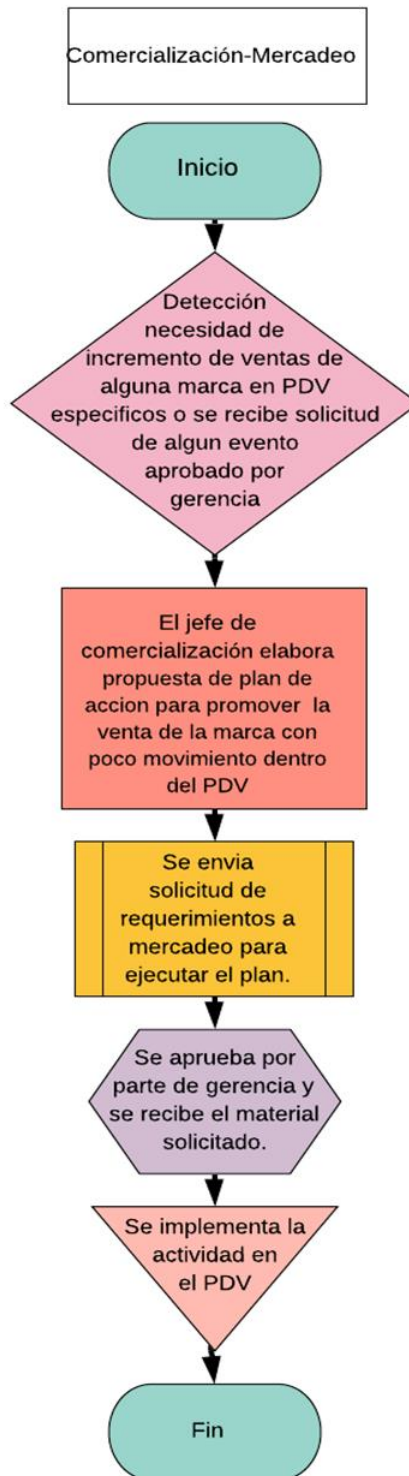 Comercialización-Mercadeo
Inicio
Detección
necesidad de
incremento de ventas de
alguna marca en PDV
especificos o se recibe solicitud
de algun evento
aprobado por
gerencia
El jefe de
comercialización elabora
propuesta de plan de
accion para promover la
venta de la marca con
poco movimiento dentro
del PDV
Se envia
solicitud de
requerimientos a
mercadeo para
ejecutar el plan.
Se aprueba por
parte de gerencia y
se recibe el material
solicitado.
Se implementa la
actividad en
el PDV
Fin